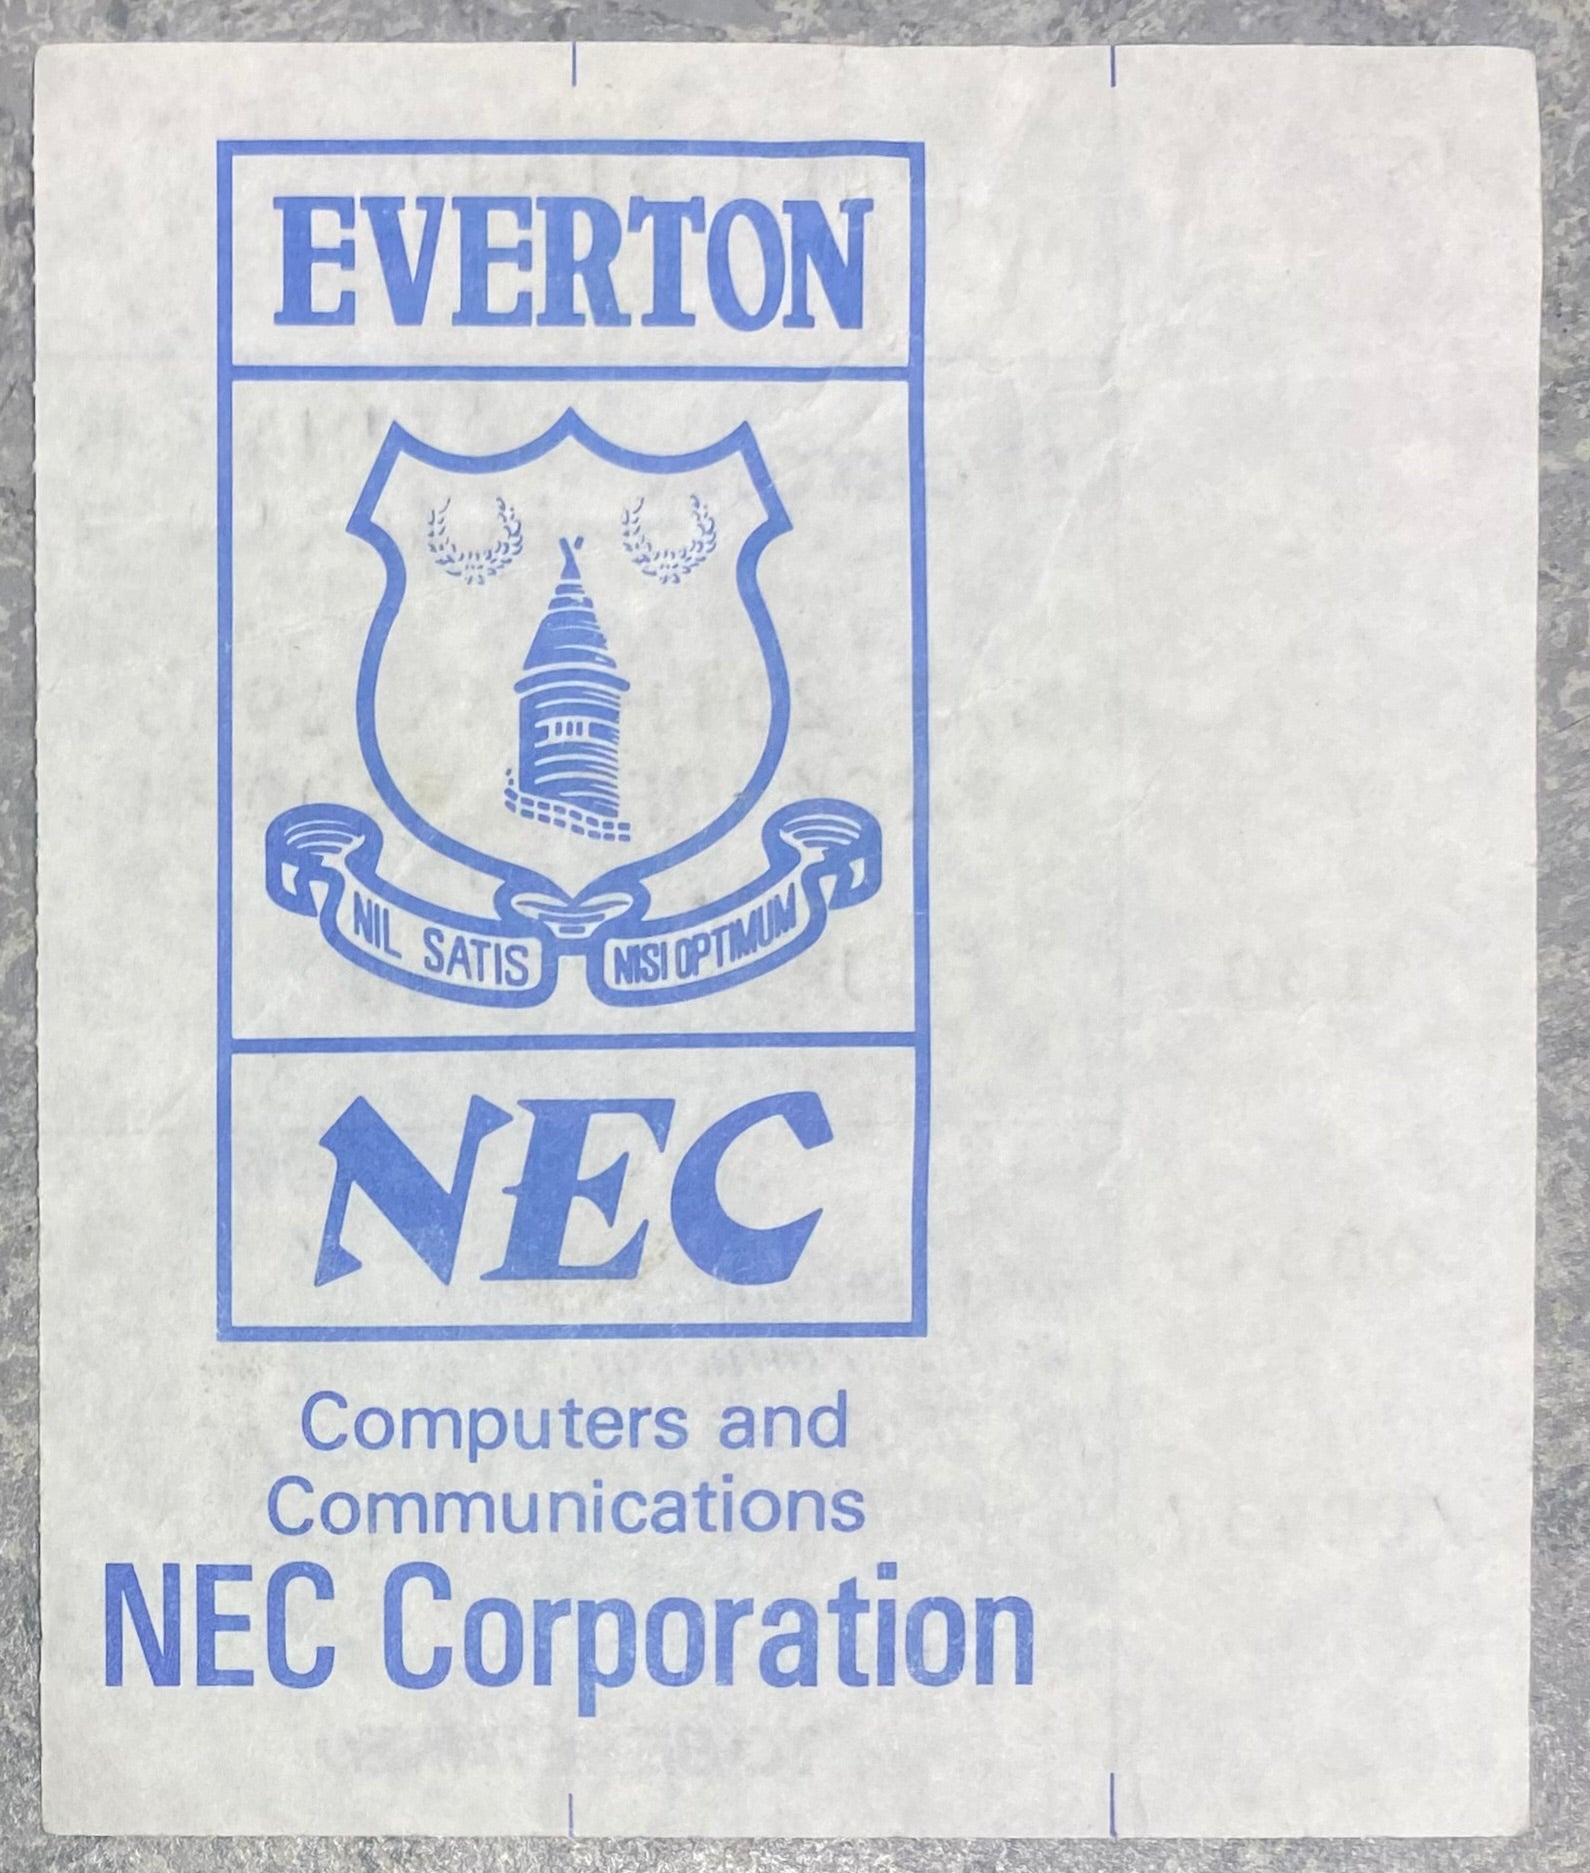 EVERTON
NIL SATIS NISI OPTIMUM
NEC
Computers and
Communications
NEC Corporation